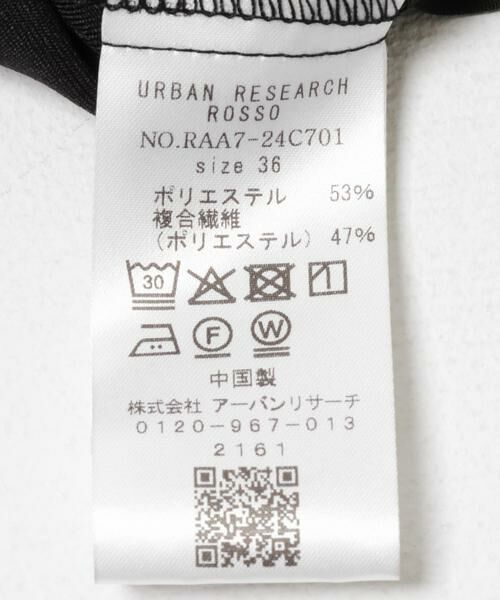 URBAN RESEARCH
ROSSO
NO.RAA7-24C701
size 36
ポリエステル 53%
複合繊維
(ポリエステル) 47%
30
F W
中国製
株式会社 アーバンリサーチ
0120-967-013
2161